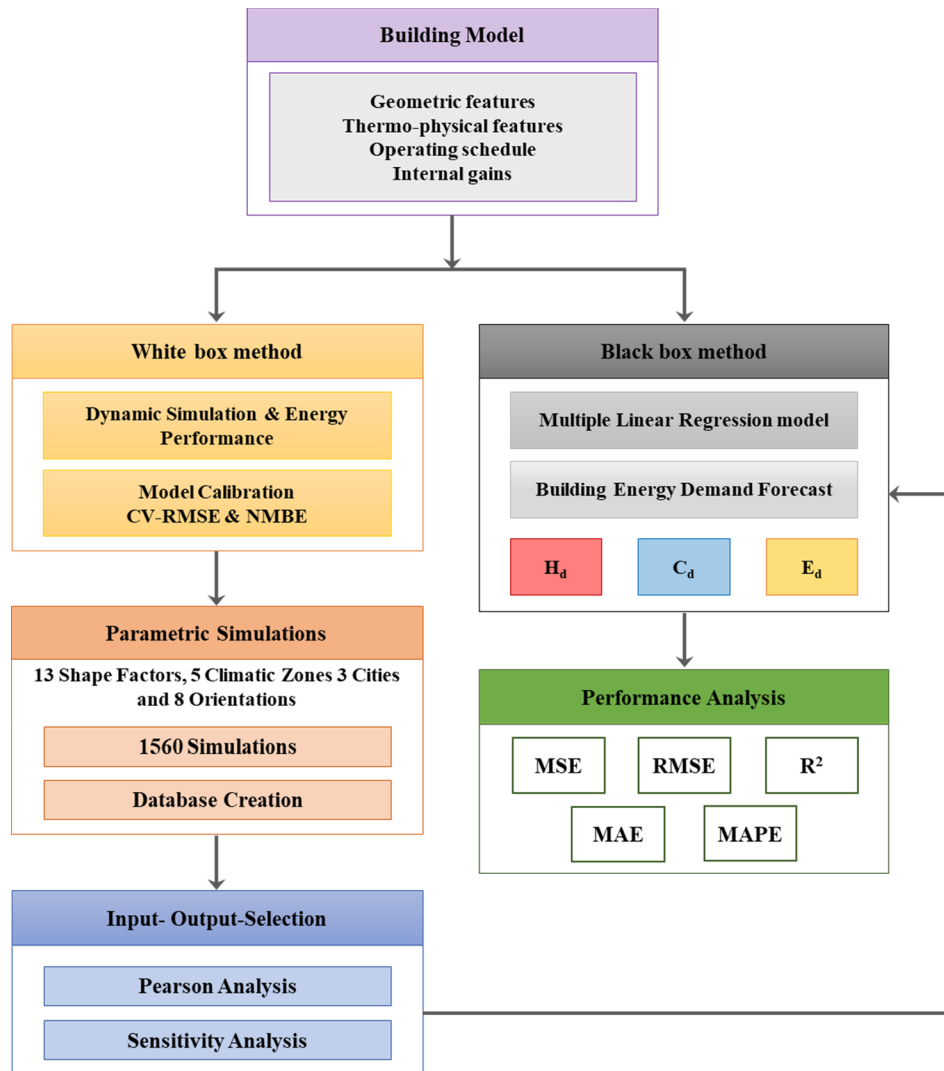 Building Model
Geometric features
Thermo-physical features
Operating schedule
Internal gains
White box method
Dynamic Simulation & Energy
Performance
Model Calibration
CV-RMSE & NMBE
Parametric Simulations
13 Shape Factors, 5 Climatic Zones 3 Cities
and 8 Orientations
1560 Simulations
Database Creation
Input- Output-Selection
Pearson Analysis
Sensitivity Analysis
Black box method
Multiple Linear Regression model
Building Energy Demand Forecast
H_d C_d E_d
Performance Analysis
MSE RMSE R²
MAE MAPE